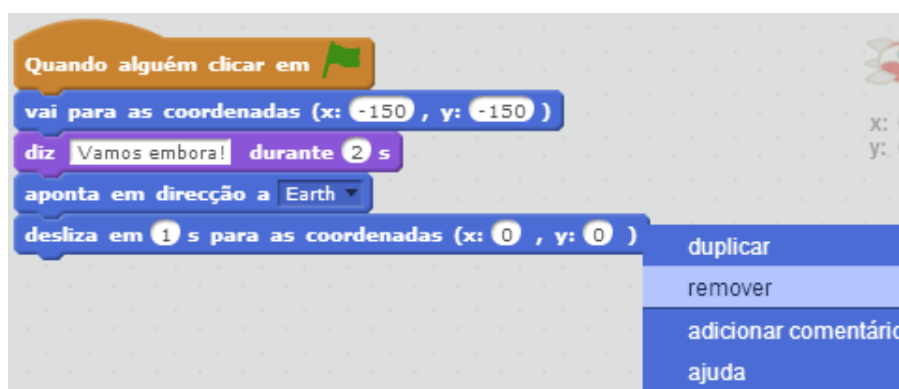 Quando alguém clicar em
vai para as coordenadas (x: -150 , y: -150 )
x:
y:
diz Vamos embora! durante 2 s
aponta em direcção a Earth
desliza em 1 s para as coordenadas (x: 0 , y: 0 )
duplicar
remover
adicionar comentário
ajuda